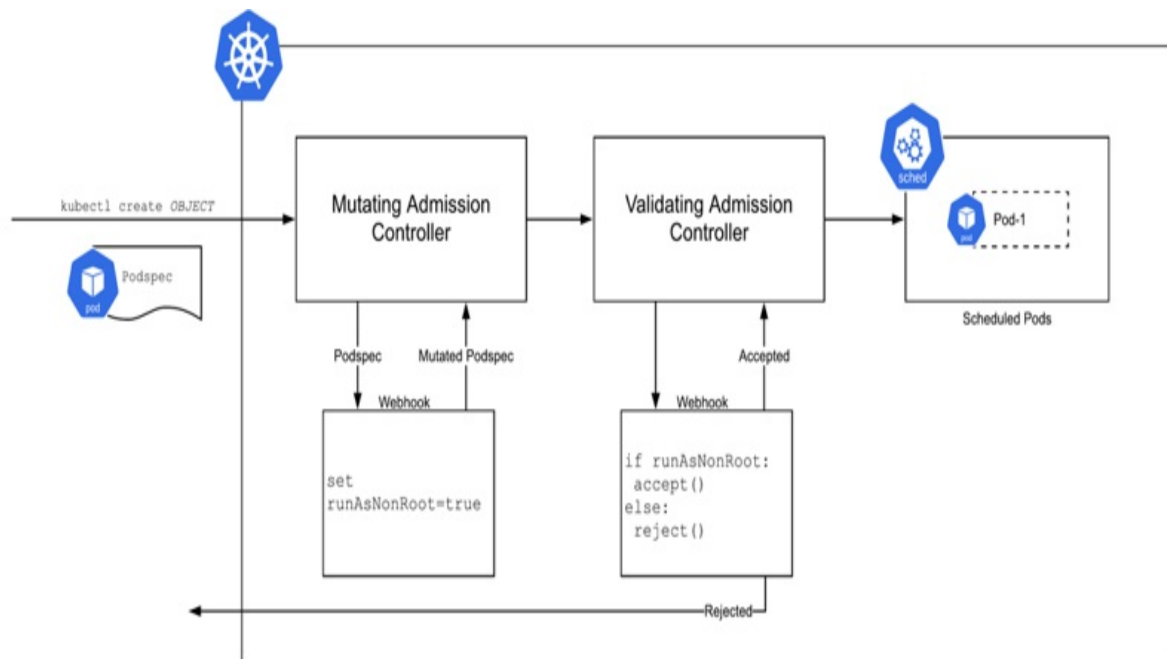 kubectl create OBJECT
Podspec
pod
Mutating Admission
Controller
Validating Admission
Controller
sched
pod
Pod-1
Scheduled Pods
Podspec
Mutated Podspec
Webhook
set
runAsNonRoot=true
Accepted
Webhook
if runAsNonRoot:
accept()
else:
reject()
Rejected